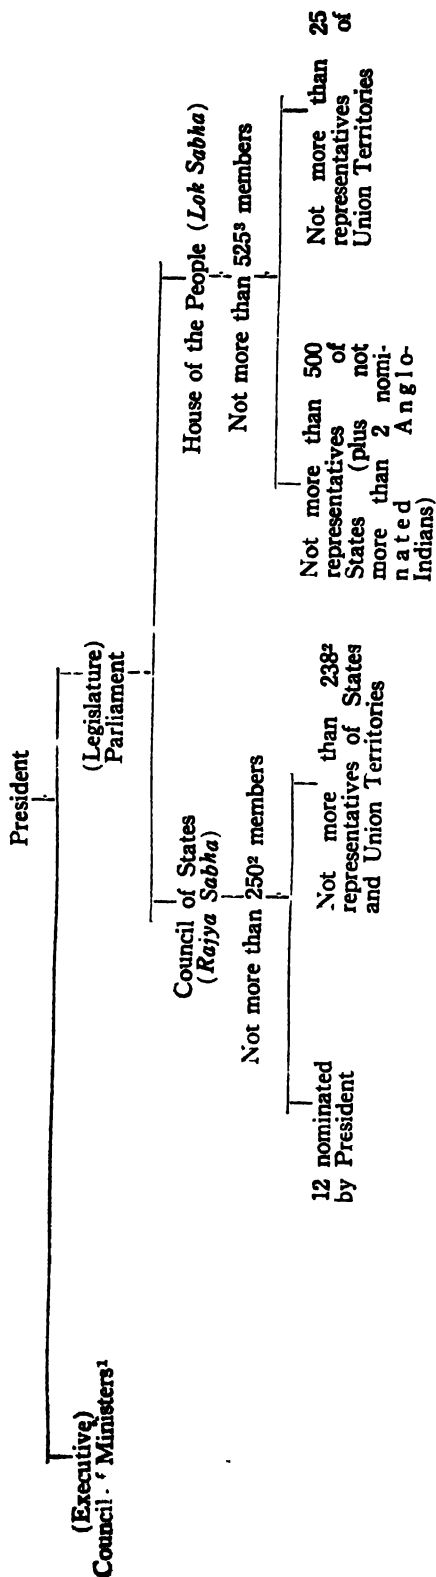 President
(Executive)
Council · Ministers¹
(Legislature)
Parliament
Council of States
(Rajya Sabha)
Not more than 250² members
12 nominated
by President
Not more than 238²
representatives of States
and Union Territories
House of the People (Lok Sabha)
Not more than 525³ members
Not more than 500
representatives of
States (plus not
more than 2 nomi-
nated Anglo-
Indians)
Not more than 25
representatives of
Union Territories